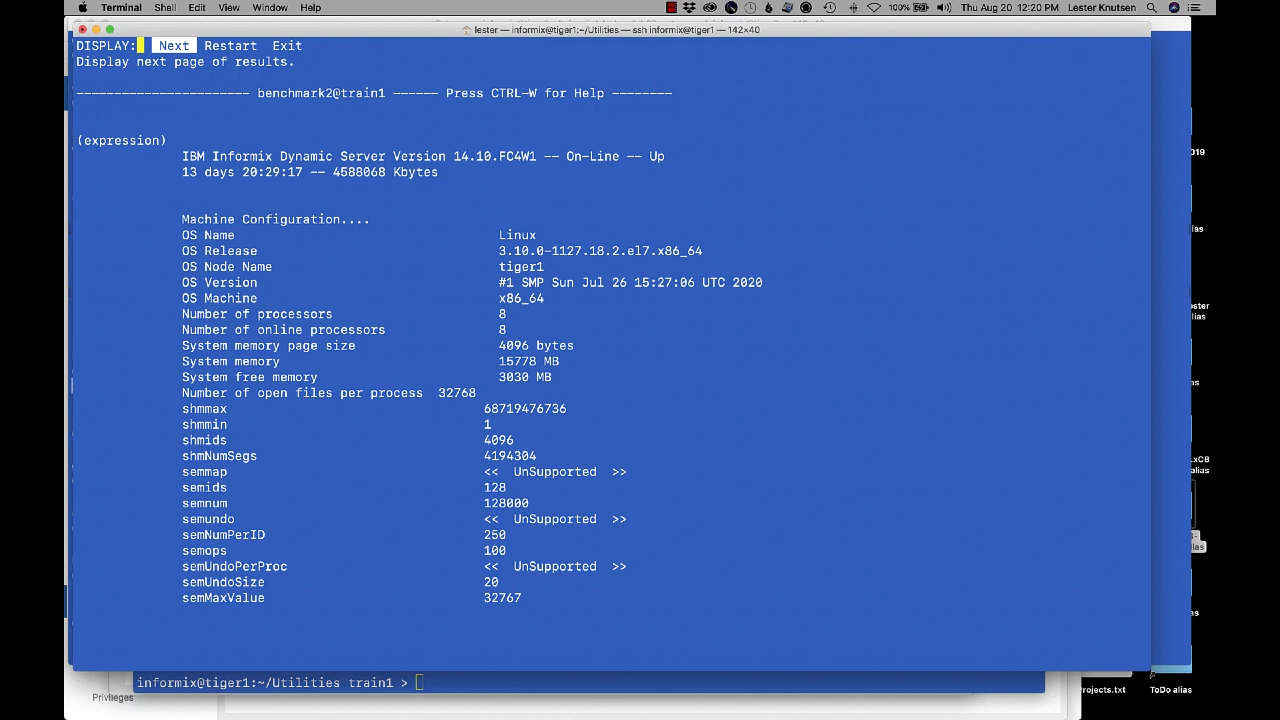 Terminal Shell Edit View Window Help 100% Thu Aug 20 12:20 PM Lester Knutsen
lester — informix@tiger1:~/Utilities — ssh informix@tiger1 — 142×40
DISPLAY: Next Restart Exit
Display next page of results.
----------------------- benchmark2@train1 ------ Press CTRL-W for Help --------
(expression)
IBM Informix Dynamic Server Version 14.10.FC4W1 -- On-Line -- Up
13 days 20:29:17 -- 4588068 Kbytes
Machine Configuration....
OS Name Linux
OS Release 3.10.0-1127.18.2.el7.x86_64
OS Node Name tiger1
OS Version #1 SMP Sun Jul 26 15:27:06 UTC 2020
OS Machine x86_64
Number of processors 8
Number of online processors 8
System memory page size 4096 bytes
System memory 15778 MB
System free memory 3030 MB
Number of open files per process 32768
shmmax 68719476736
shmmin 1
shmids 4096
shmNumSegs 4194304
semmap << UnSupported >>
semids 128
semnum 128000
semundo << UnSupported >>
semNumPerID 250
semops 100
semUndoPerProc << UnSupported >>
semUndoSize 20
semMaxValue 32767
informix@tiger1:~/Utilities train1 >
Privileges
Projects.txt
ToDo alias